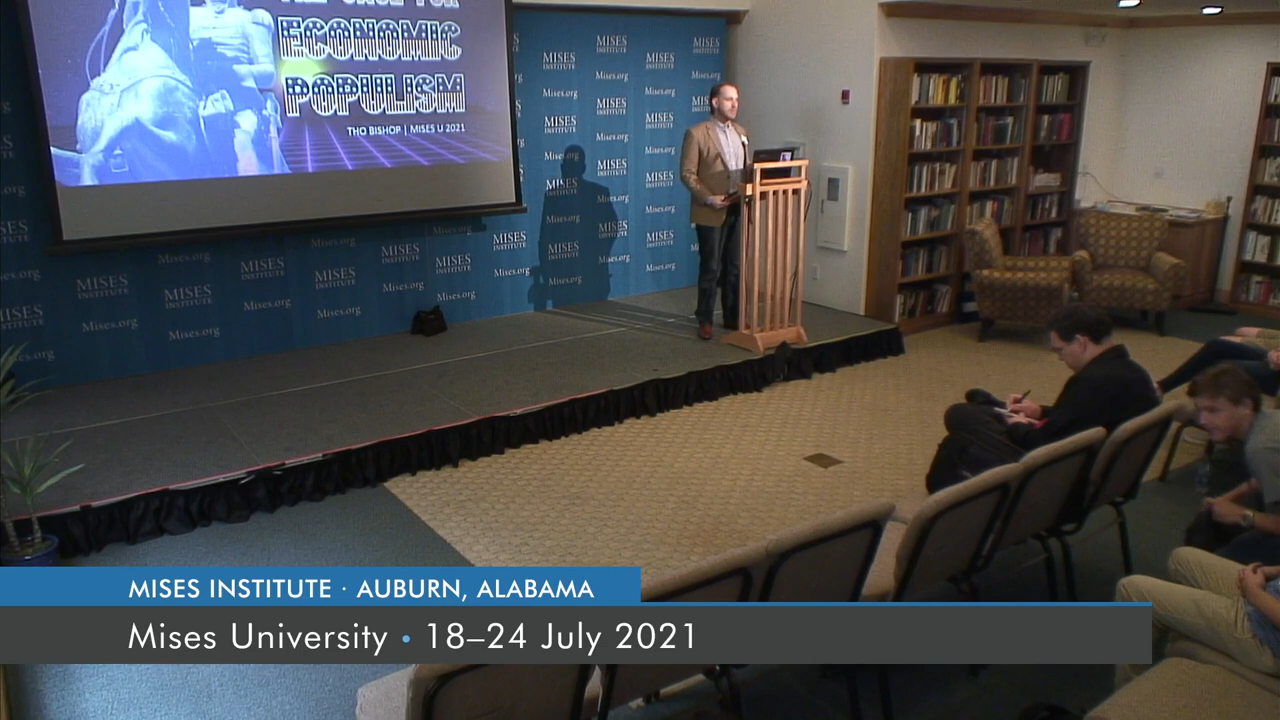 ECONOMIC
POPULISM
THO BISHOP | MISES U 2021
MISES
INSTITUTE
Mises.org
MISES INSTITUTE · AUBURN, ALABAMA
Mises University • 18–24 July 2021